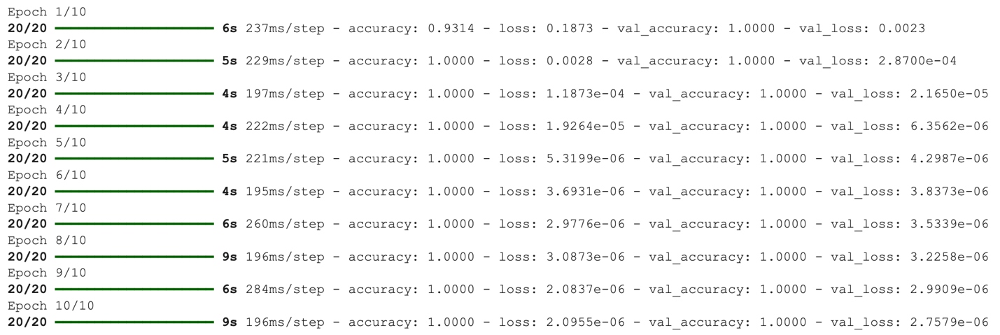 Epoch 1/10
20/20 ━━━━━━━━━━━━━━━━━━━━ 6s 237ms/step - accuracy: 0.9314 - loss: 0.1873 - val_accuracy: 1.0000 - val_loss: 0.0023
Epoch 2/10
20/20 ━━━━━━━━━━━━━━━━━━━━ 5s 229ms/step - accuracy: 1.0000 - loss: 0.0028 - val_accuracy: 1.0000 - val_loss: 2.8700e-04
Epoch 3/10
20/20 ━━━━━━━━━━━━━━━━━━━━ 4s 197ms/step - accuracy: 1.0000 - loss: 1.1873e-04 - val_accuracy: 1.0000 - val_loss: 2.1650e-05
Epoch 4/10
20/20 ━━━━━━━━━━━━━━━━━━━━ 4s 222ms/step - accuracy: 1.0000 - loss: 1.9264e-05 - val_accuracy: 1.0000 - val_loss: 6.3562e-06
Epoch 5/10
20/20 ━━━━━━━━━━━━━━━━━━━━ 5s 221ms/step - accuracy: 1.0000 - loss: 5.3199e-06 - val_accuracy: 1.0000 - val_loss: 4.2987e-06
Epoch 6/10
20/20 ━━━━━━━━━━━━━━━━━━━━ 4s 195ms/step - accuracy: 1.0000 - loss: 3.6931e-06 - val_accuracy: 1.0000 - val_loss: 3.8373e-06
Epoch 7/10
20/20 ━━━━━━━━━━━━━━━━━━━━ 6s 260ms/step - accuracy: 1.0000 - loss: 2.9776e-06 - val_accuracy: 1.0000 - val_loss: 3.5339e-06
Epoch 8/10
20/20 ━━━━━━━━━━━━━━━━━━━━ 9s 196ms/step - accuracy: 1.0000 - loss: 3.0873e-06 - val_accuracy: 1.0000 - val_loss: 3.2258e-06
Epoch 9/10
20/20 ━━━━━━━━━━━━━━━━━━━━ 6s 284ms/step - accuracy: 1.0000 - loss: 2.0837e-06 - val_accuracy: 1.0000 - val_loss: 2.9909e-06
Epoch 10/10
20/20 ━━━━━━━━━━━━━━━━━━━━ 9s 196ms/step - accuracy: 1.0000 - loss: 2.0955e-06 - val_accuracy: 1.0000 - val_loss: 2.7579e-06